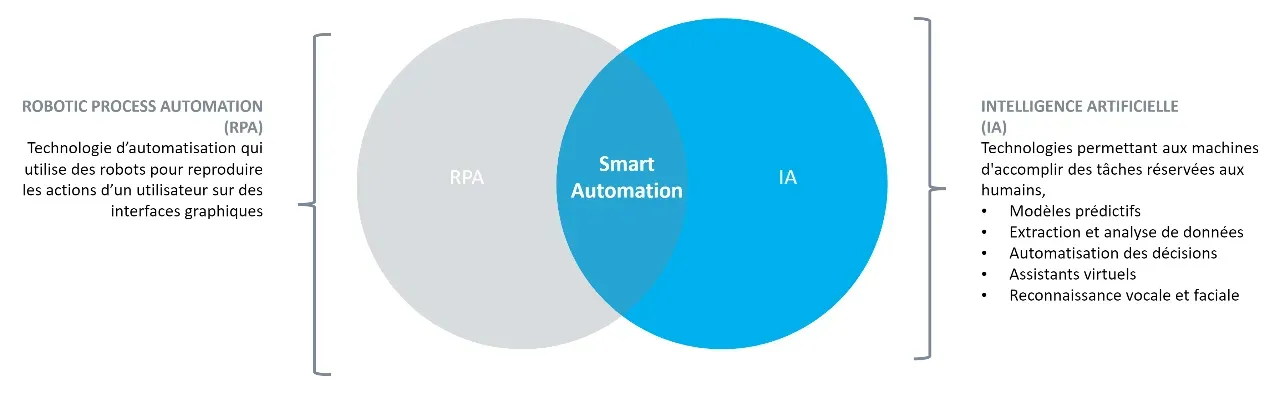 ROBOTIC PROCESS AUTOMATION
(RPA)
Technologie d’automatisation qui
utilise des robots pour reproduire
les actions d’un utilisateur sur des
interfaces graphiques
RPA
Smart
Automation
IA
INTELLIGENCE ARTIFICIELLE
(IA)
Technologies permettant aux machines
d'accomplir des tâches réservées aux
humains,
• Modèles prédictifs
• Extraction et analyse de données
• Automatisation des décisions
• Assistants virtuels
• Reconnaissance vocale et faciale